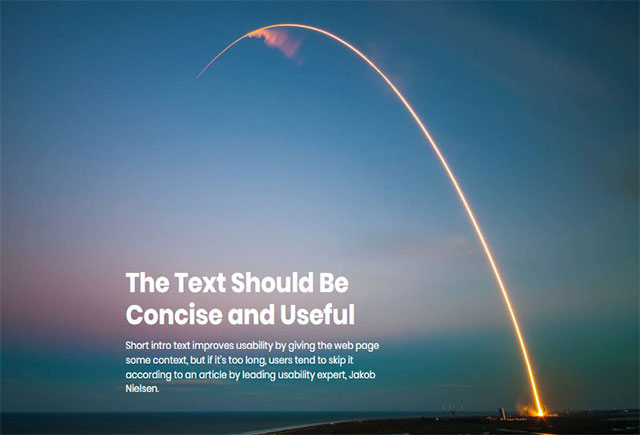 The Text Should Be
Concise and Useful
Short intro text improves usability by giving the web page
some context, but if it's too long, users tend to skip it
according to an article by leading usability expert, Jakob
Nielsen.